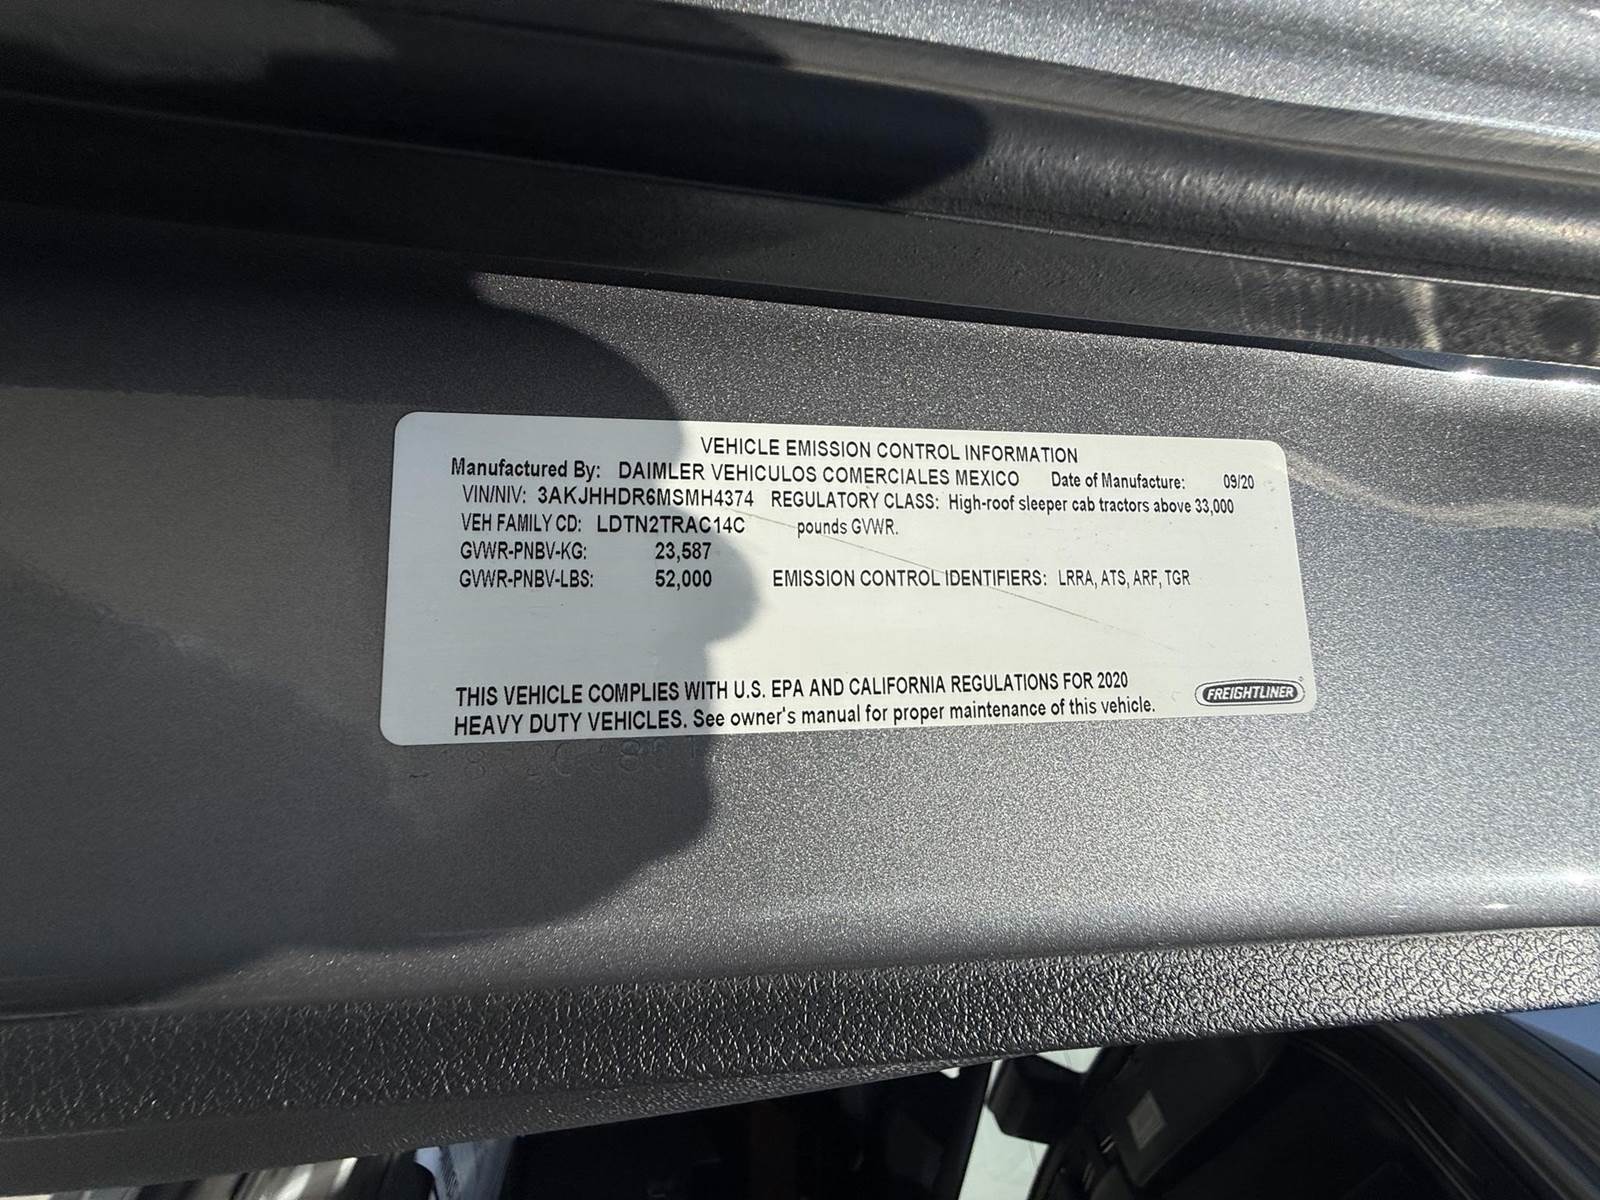 VEHICLE EMISSION CONTROL INFORMATION
Manufactured By: DAIMLER VEHICULOS COMERCIALES MEXICO Date of Manufacture: 09/20
VIN/NIV: 3AKJHHDR6MSMH4374 REGULATORY CLASS: High-roof sleeper cab tractors above 33,000
VEH FAMILY CD: LDTN2TRAC14C pounds GVWR.
GVWR-PNBV-KG: 23,587
GVWR-PNBV-LBS: 52,000 EMISSION CONTROL IDENTIFIERS: LRRA, ATS, ARF, TGR
THIS VEHICLE COMPLIES WITH U.S. EPA AND CALIFORNIA REGULATIONS FOR 2020
HEAVY DUTY VEHICLES. See owner's manual for proper maintenance of this vehicle.
FREIGHTLINER